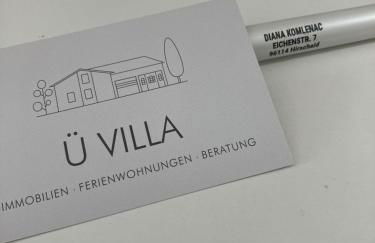 Ü VILLA
IMMOBILIEN · FERIENWOHNUNGEN · BERATUNG
DIANA KOMLENAC
EICHENSTR. 7
96114 Hirschaid